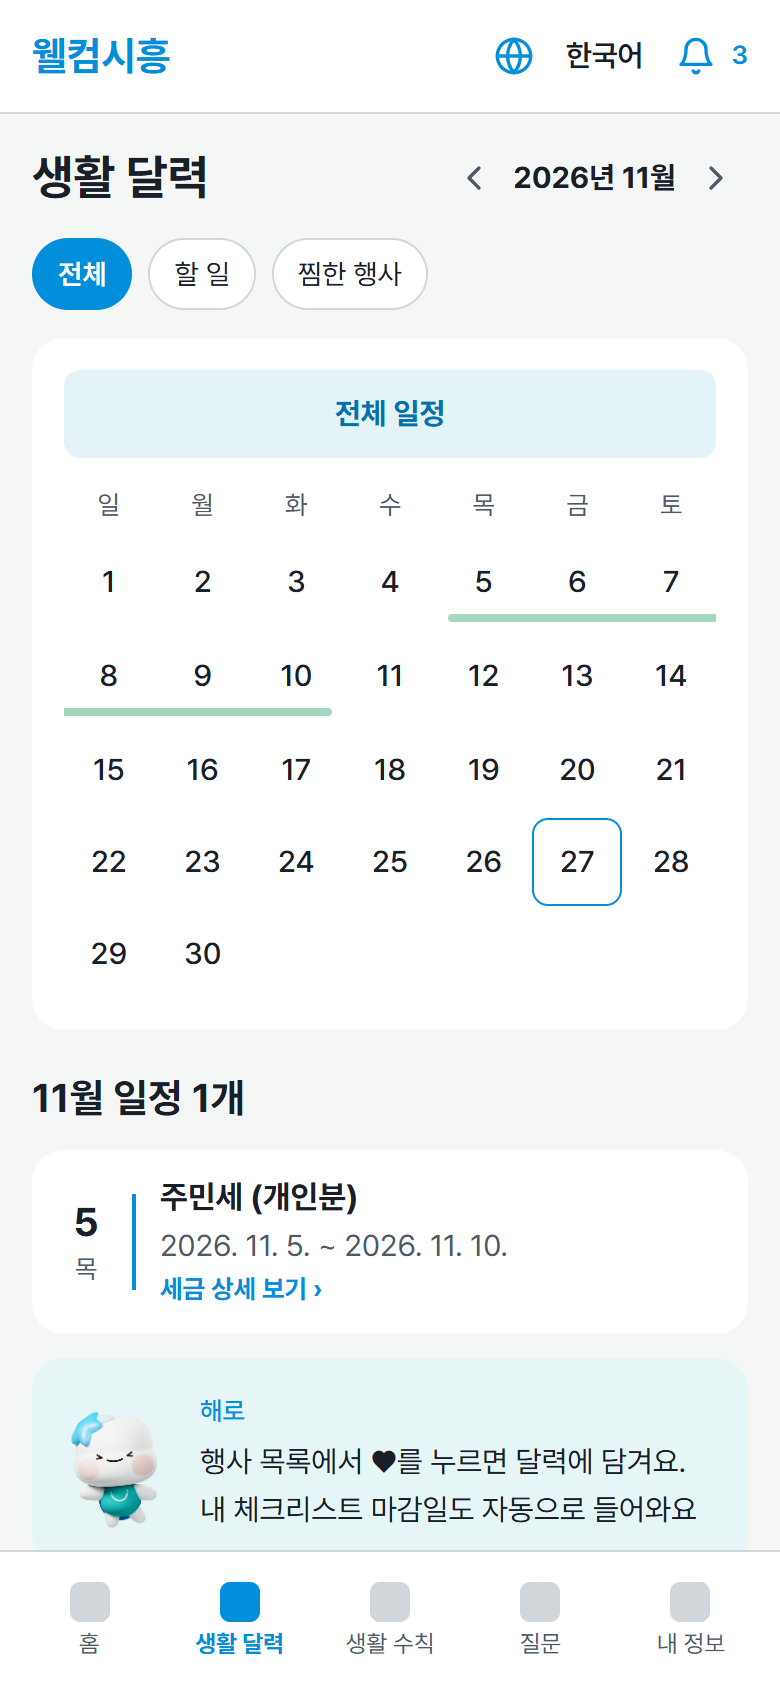 웰컴시흥
한국어
3
생활 달력
2026년 11월
전체
할 일
찜한 행사
전체 일정
일 월 화 수 목 금 토
1 2 3 4 5 6 7
8 9 10 11 12 13 14
15 16 17 18 19 20 21
22 23 24 25 26 27 28
29 30
11월 일정 1개
5
목
주민세 (개인분)
2026. 11. 5. ~ 2026. 11. 10.
세금 상세 보기 ›
해로
행사 목록에서 ♥를 누르면 달력에 담겨요.
내 체크리스트 마감일도 자동으로 들어와요
홈
생활 달력
생활 수칙
질문
내 정보